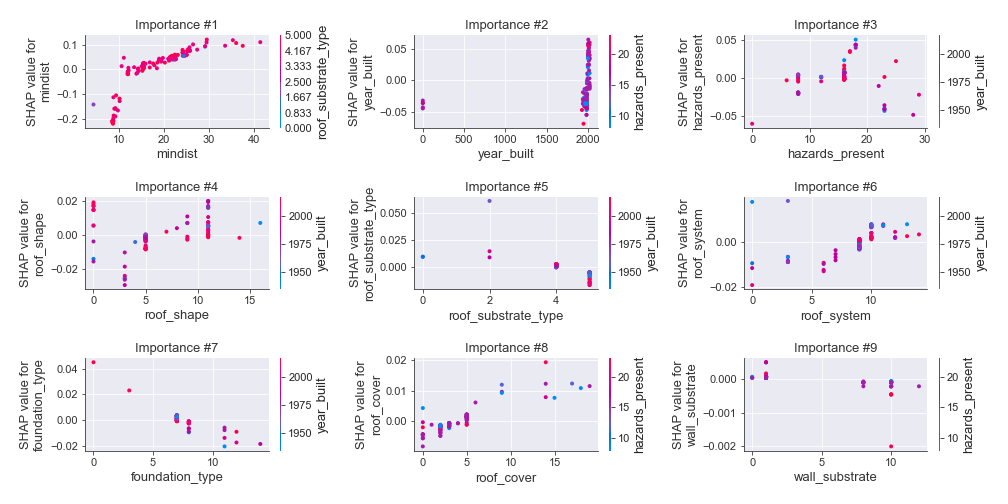 Importance #1
SHAP value for
mindist
0.1
0.0
−0.1
−0.2
10
20
30
40
mindist
5.000
4.167
3.333
2.500
1.667
0.833
0.000
roof_substrate_type
Importance #2
SHAP value for
year_built
0.05
0.00
−0.05
0
500
1000
1500
2000
year_built
20
15
10
hazards_present
Importance #3
SHAP value for
hazards_present
0.05
0.00
−0.05
0
10
20
30
hazards_present
2000
1975
1950
year_built
Importance #4
SHAP value for
roof_shape
0.02
0.00
−0.02
0
5
10
15
roof_shape
2000
1975
1950
year_built
Importance #5
SHAP value for
roof_substrate_type
0.050
0.025
0.000
0
2
4
roof_substrate_type
2000
1975
1950
year_built
Importance #6
SHAP value for
roof_system
0.00
−0.02
0
5
10
roof_system
2000
1975
1950
year_built
Importance #7
SHAP value for
foundation_type
0.04
0.02
0.00
−0.02
0
5
10
foundation_type
2000
1975
1950
year_built
Importance #8
SHAP value for
roof_cover
0.02
0.01
0.00
0
5
10
15
roof_cover
20
15
10
hazards_present
Importance #9
SHAP value for
wall_substrate
0.000
−0.001
−0.002
0
5
10
wall_substrate
20
15
10
hazards_present